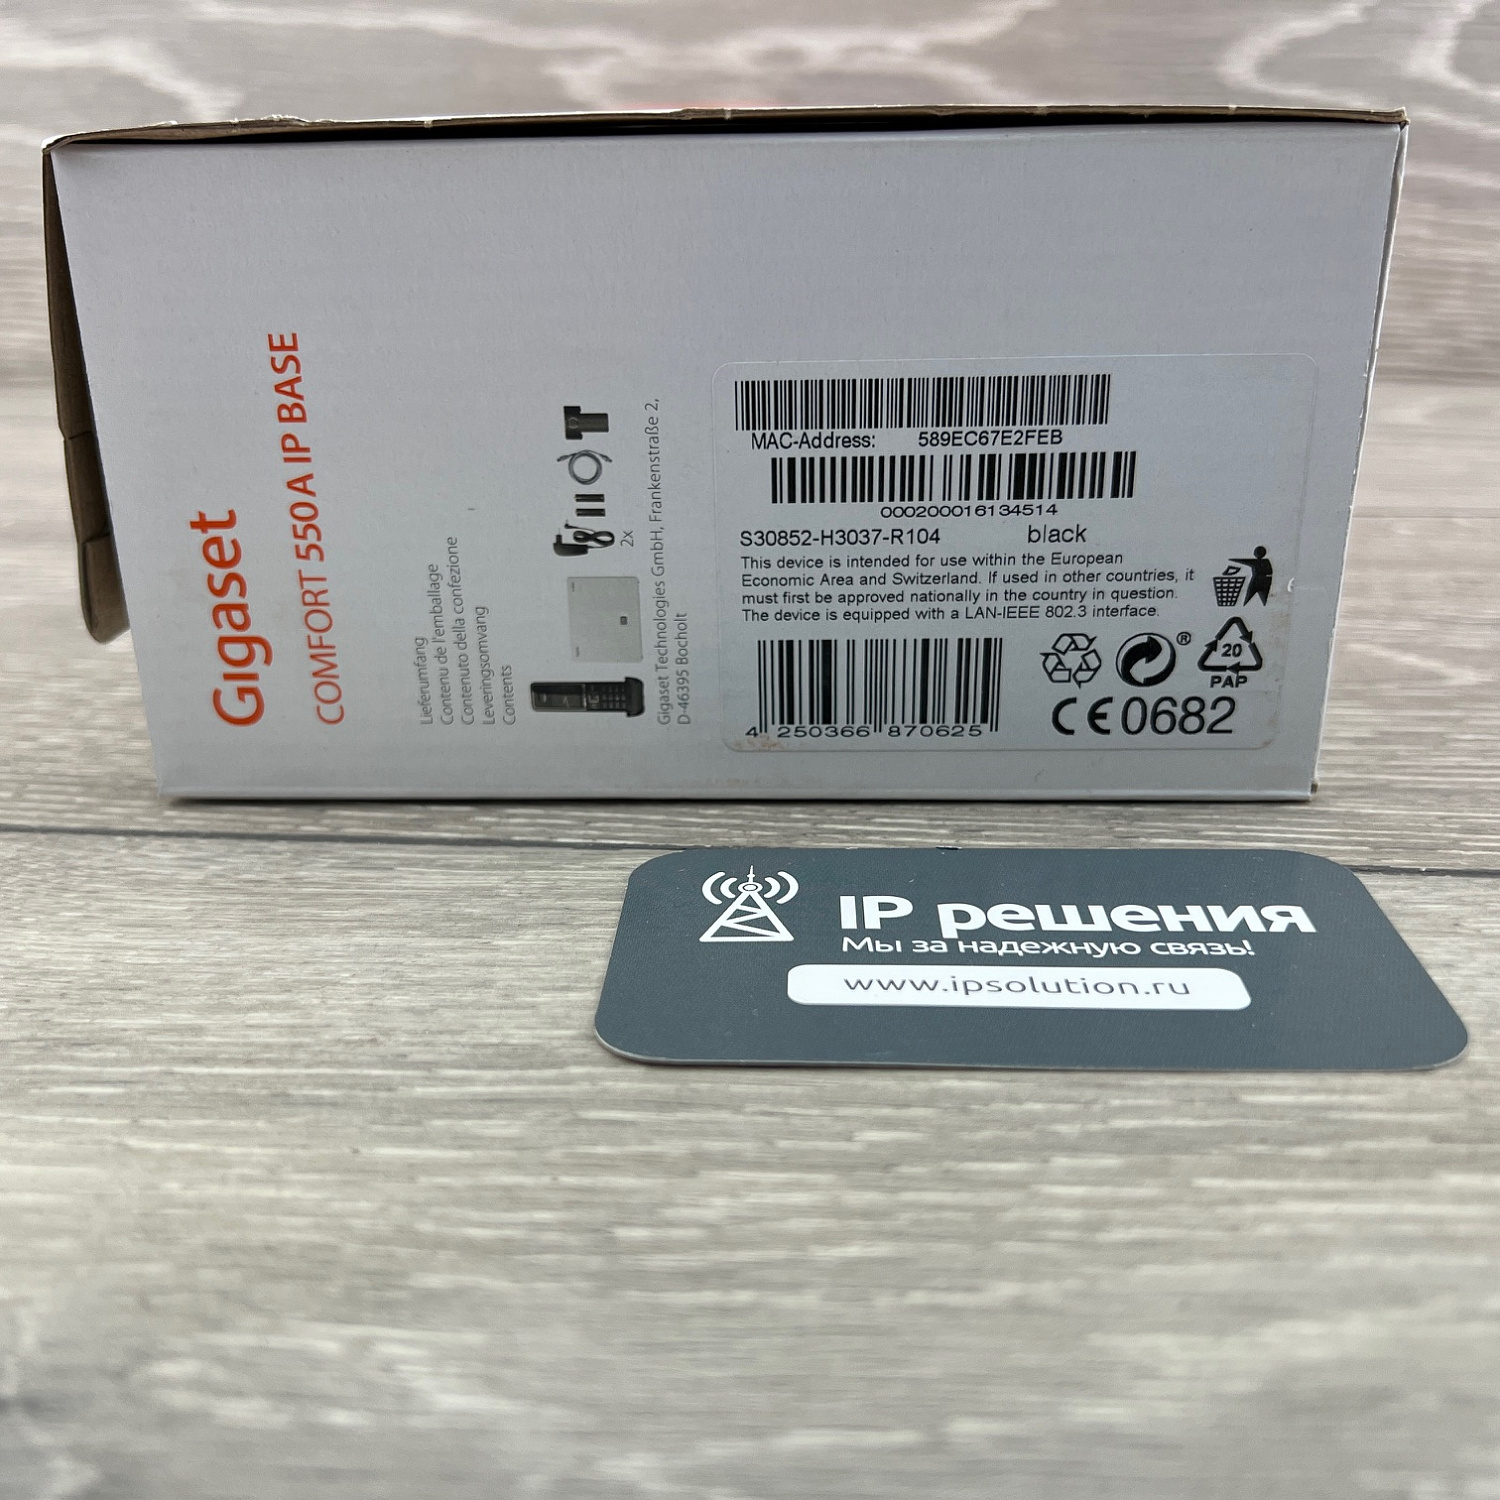 Gigaset
COMFORT 550A IP BASE
Lieferumfang
Contenu de l'emballage
Contenuto della confezione
Leveringsomvang
Contents
2x
Gigaset Technologies GmbH, Frankenstraße 2,
D-46395 Bocholt
MAC-Address: 589EC67E2FEB
000200016134514
S30852-H3037-R104 black
This device is intended for use within the European
Economic Area and Switzerland. If used in other countries, it
must first be approved nationally in the country in question.
The device is equipped with a LAN-IEEE 802.3 interface.
®
20
PAP
4 250366 870625
CE 0682
IP решения
Мы за надежную связь!
www.ipsolution.ru